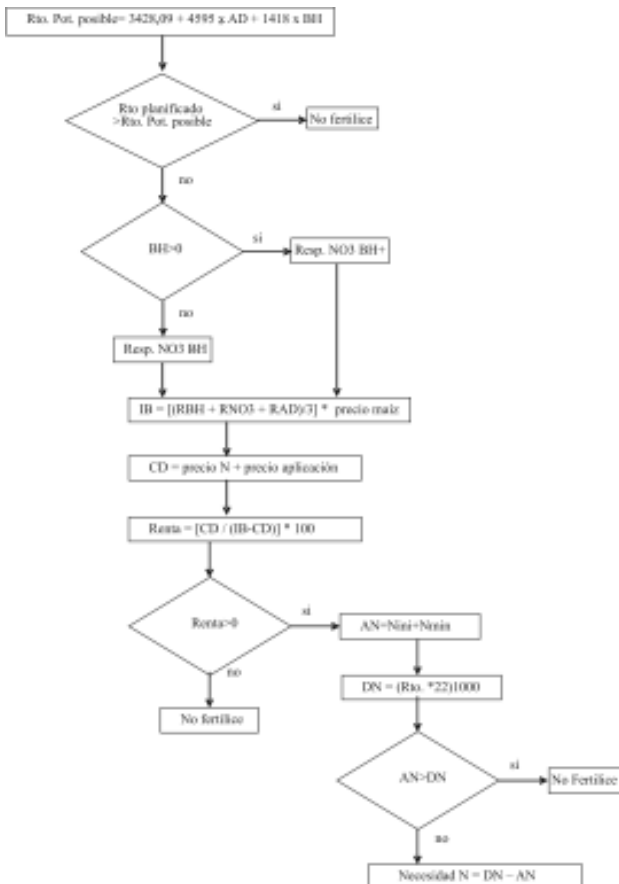 Rto. Pot. posible= 3428,09 + 4595 x AD + 1418 x BH
Rto planificado
>Rto. Pot. posible
si
No fertilice
no
BH>0
si
Resp. NO3 BH+
no
Resp. NO3 BH
IB = [(RBH + RNO3 + RAD)/3] * precio maíz
CD = precio N + precio aplicación
Renta = [CD / (IB-CD)] * 100
Renta>0
si
AN=Nini+Nmin
no
No fertilice
DN = (Rto. *22)1000
AN>DN
si
No Fertilice
no
Necesidad N = DN – AN